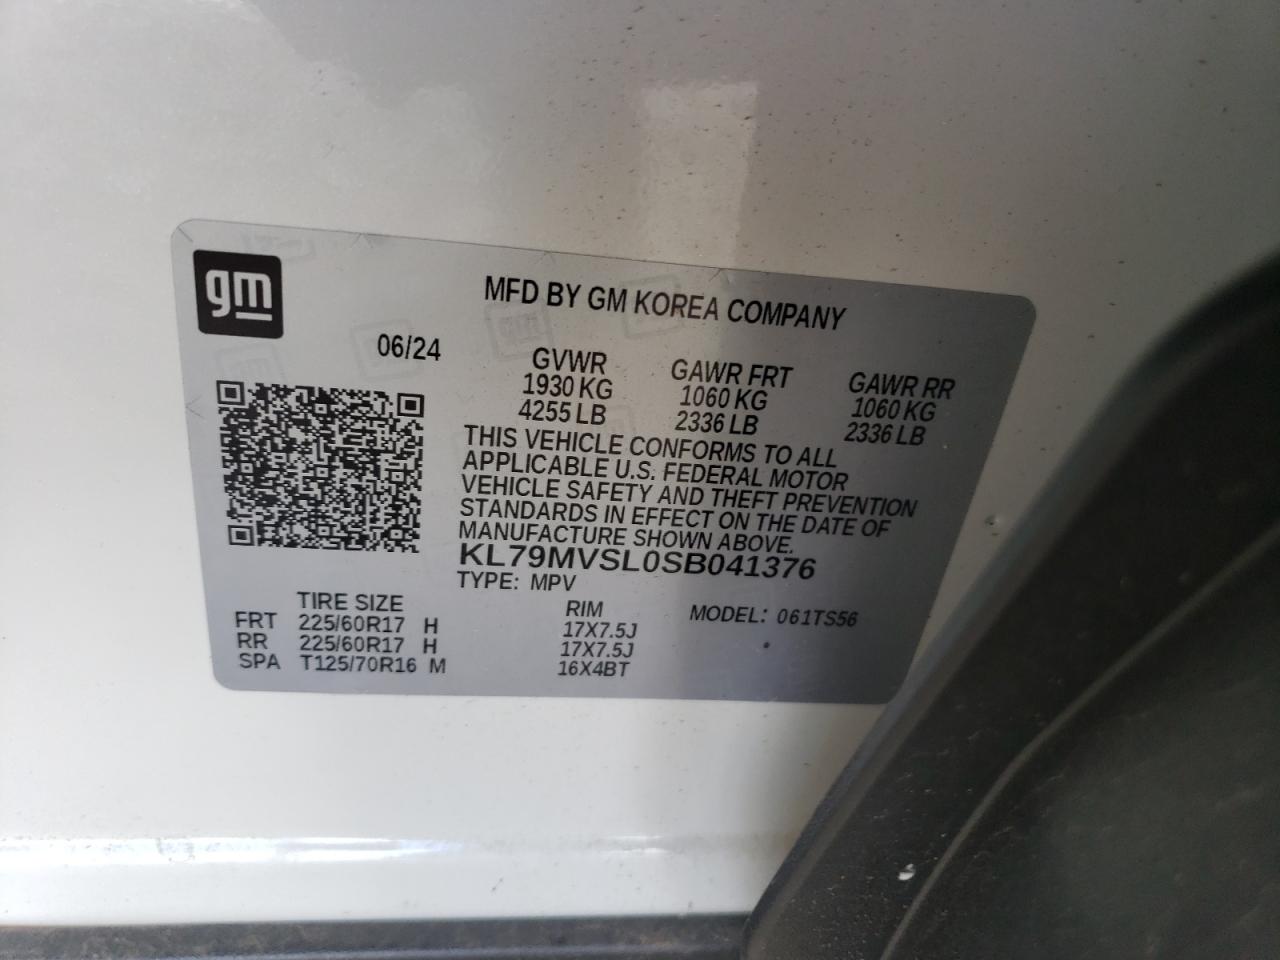 gm
MFD BY GM KOREA COMPANY
06/24
GVWR GAWR FRT GAWR RR
1930 KG 1060 KG 1060 KG
4255 LB 2336 LB 2336 LB
THIS VEHICLE CONFORMS TO ALL
APPLICABLE U.S. FEDERAL MOTOR
VEHICLE SAFETY AND THEFT PREVENTION
STANDARDS IN EFFECT ON THE DATE OF
MANUFACTURE SHOWN ABOVE.
KL79MVSL0SB041376
TYPE: MPV
TIRE SIZE RIM MODEL: 061TS56
FRT 225/60R17 H 17X7.5J
RR 225/60R17 H 17X7.5J
SPA T125/70R16 M 16X4BT